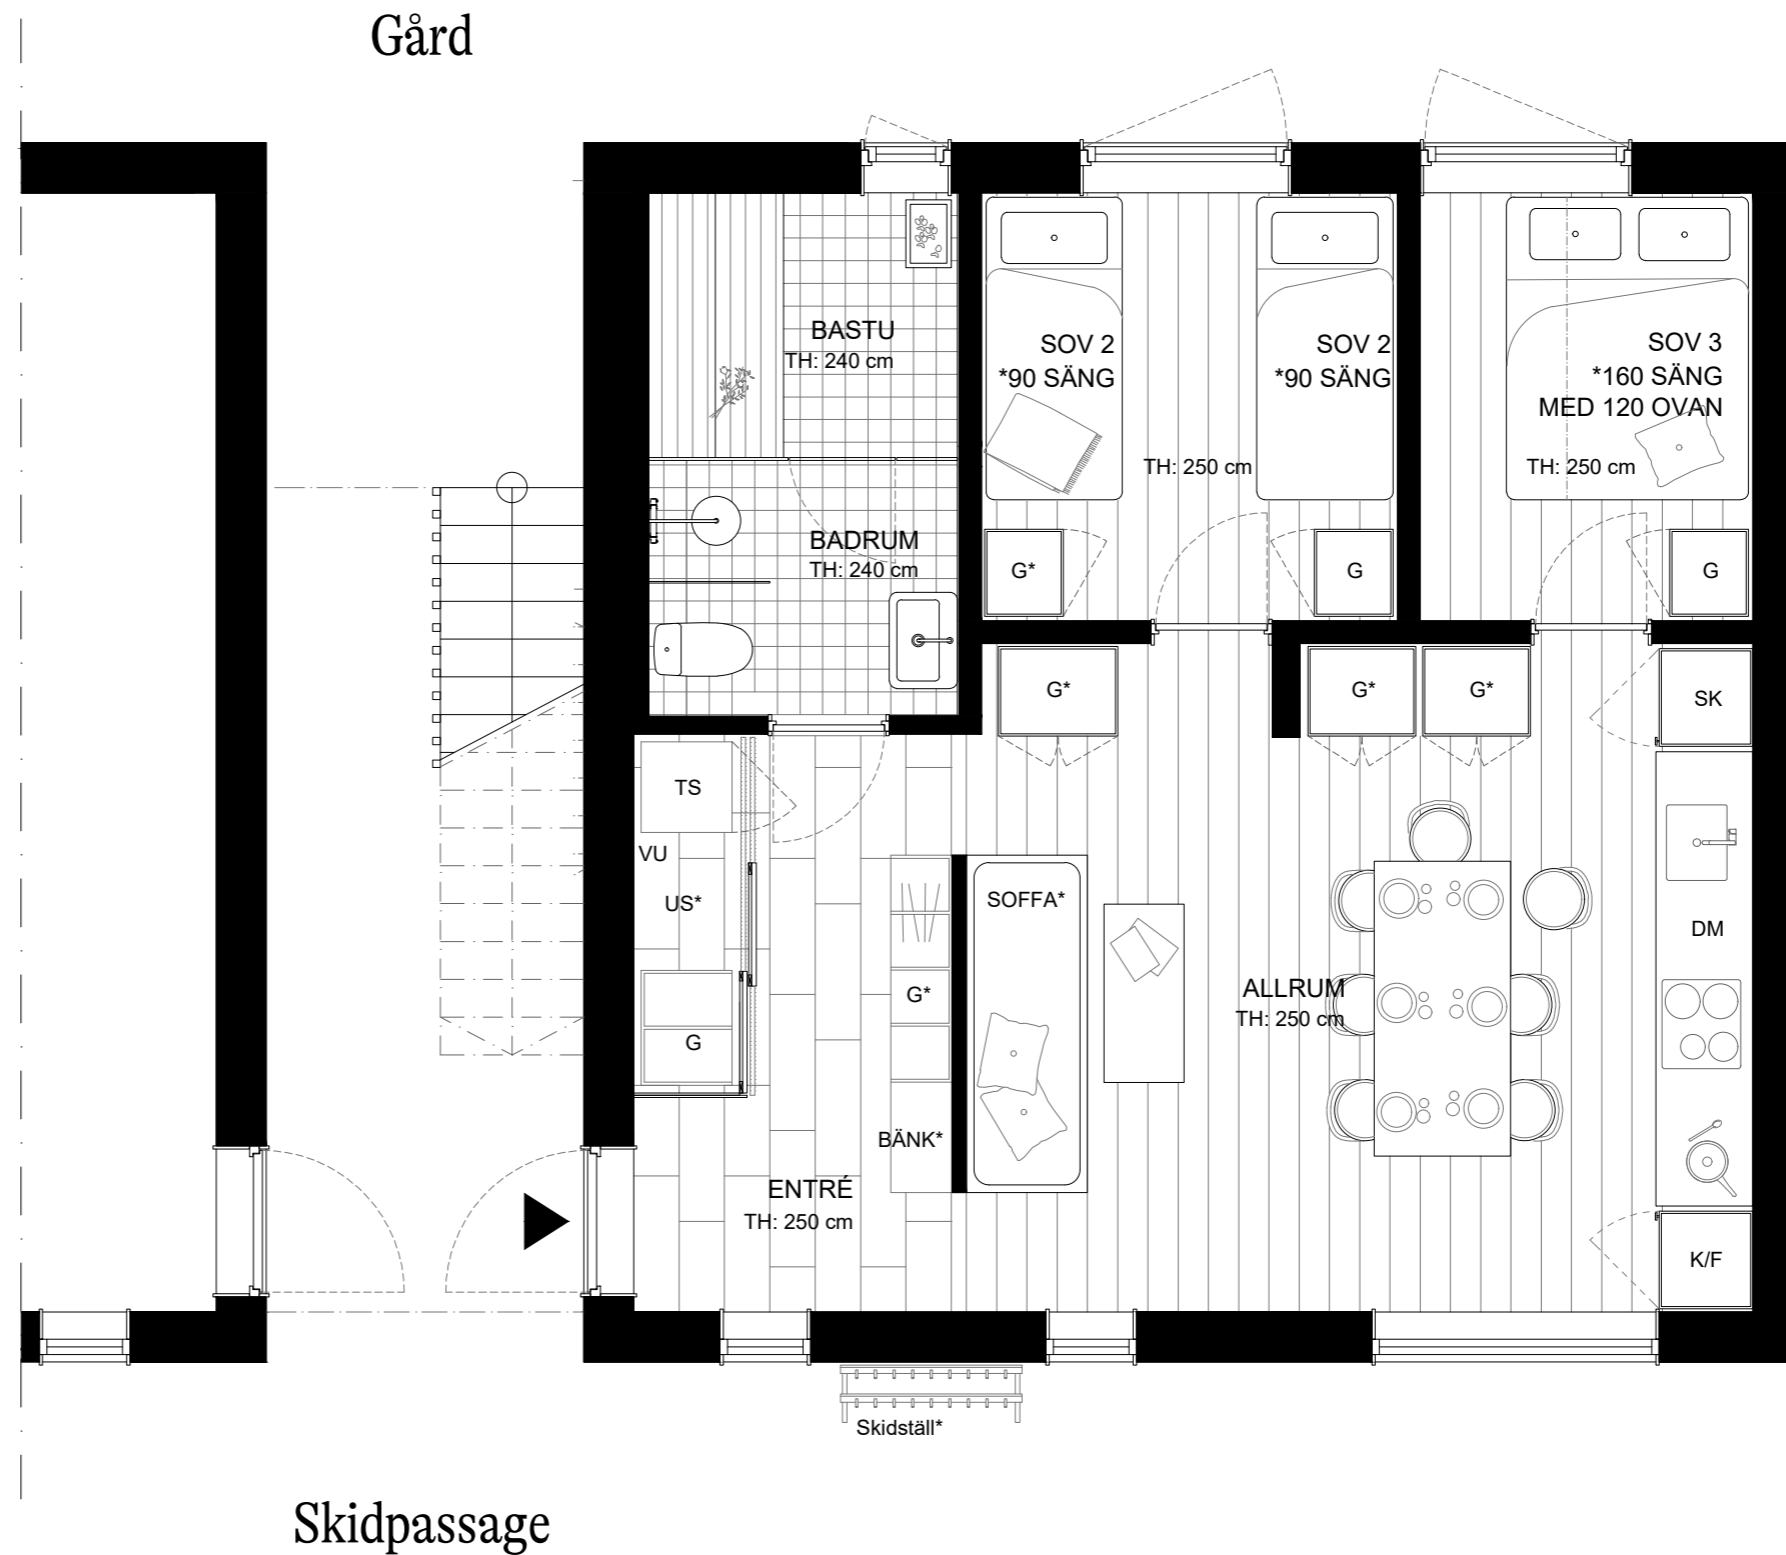 Gård
BASTU
TH: 240 cm
SOV 2
*90 SÄNG
SOV 2
*90 SÄNG
TH: 250 cm
SOV 3
*160 SÄNG
MED 120 OVAN
TH: 250 cm
BADRUM
TH: 240 cm
G*
G
G
G*
G*
G*
SK
TS
VU
US*
G
G*
BÄNK*
SOFFA*
DM
ALLRUM
TH: 250 cm
ENTRÉ
TH: 250 cm
K/F
Skidställ*
Skidpassage